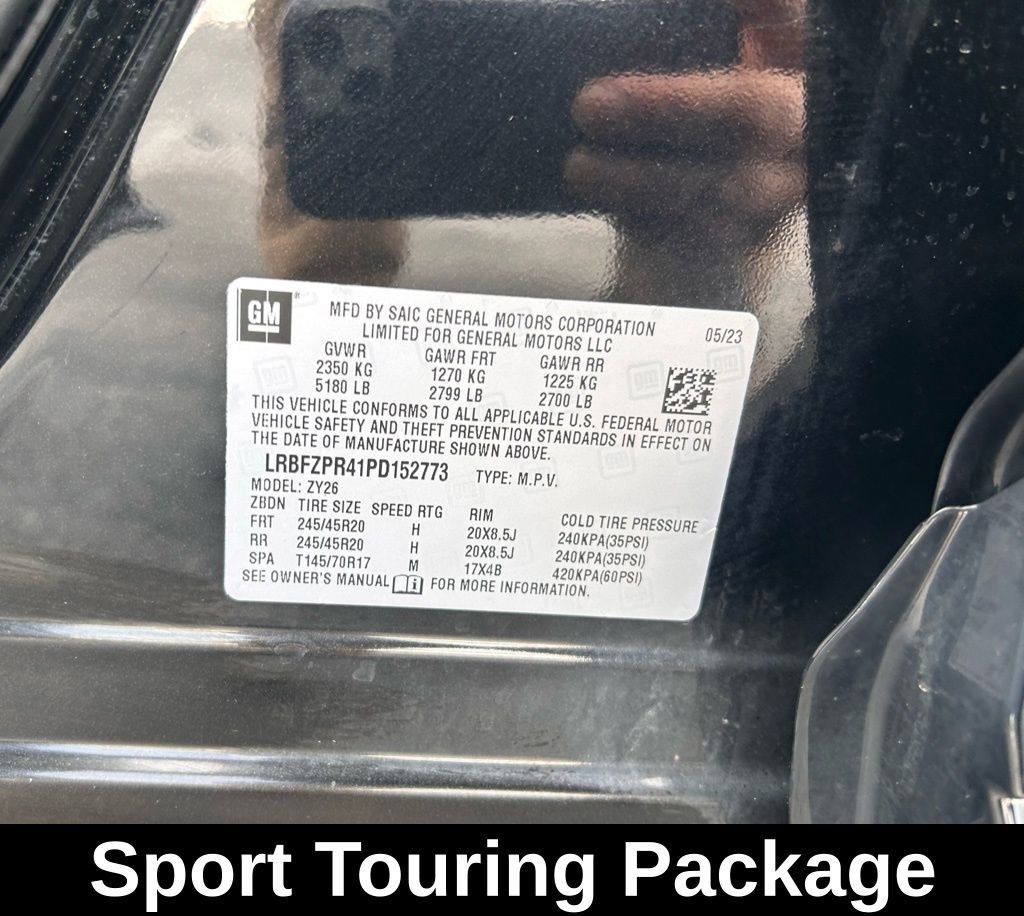 GM
MFD BY SAIC GENERAL MOTORS CORPORATION
LIMITED FOR GENERAL MOTORS LLC
05/23
GVWR GAWR FRT GAWR RR
2350 KG 1270 KG 1225 KG
5180 LB 2799 LB 2700 LB
THIS VEHICLE CONFORMS TO ALL APPLICABLE U.S. FEDERAL MOTOR
VEHICLE SAFETY AND THEFT PREVENTION STANDARDS IN EFFECT ON
THE DATE OF MANUFACTURE SHOWN ABOVE.
LRBFZPR41PD152773 TYPE: M.P.V.
MODEL: ZY26
ZBDN TIRE SIZE SPEED RTG RIM COLD TIRE PRESSURE
FRT 245/45R20 H 20X8.5J 240KPA(35PSI)
RR 245/45R20 H 20X8.5J 240KPA(35PSI)
SPA T145/70R17 M 17X4B 420KPA(60PSI)
SEE OWNER'S MANUAL FOR MORE INFORMATION.
Sport Touring Package